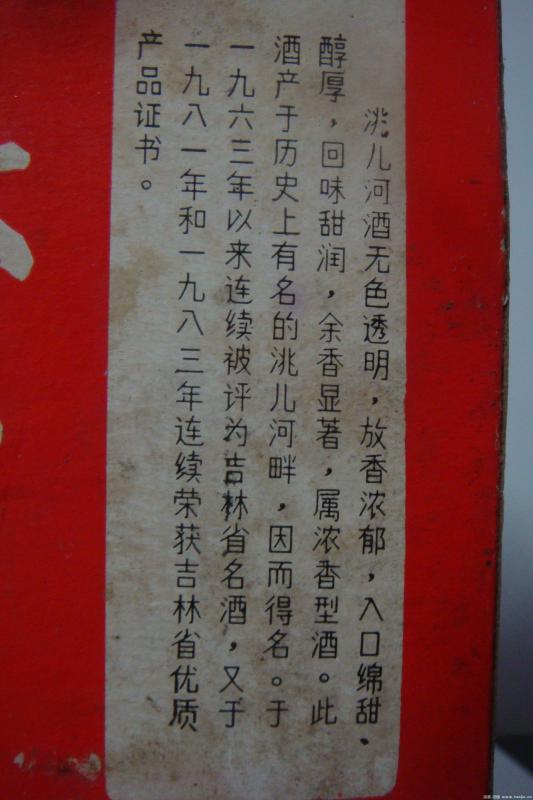 洮儿河酒无色透明，放香浓郁，入口绵甜、
醇厚，回味甜润，余香显著，属浓香型酒。此
酒产于历史上有名的洮儿河畔，因而得名。于
一九六三年以来连续被评为吉林省名酒，又于
一九八一年和一九八三年连续荣获吉林省优质
产品证书。